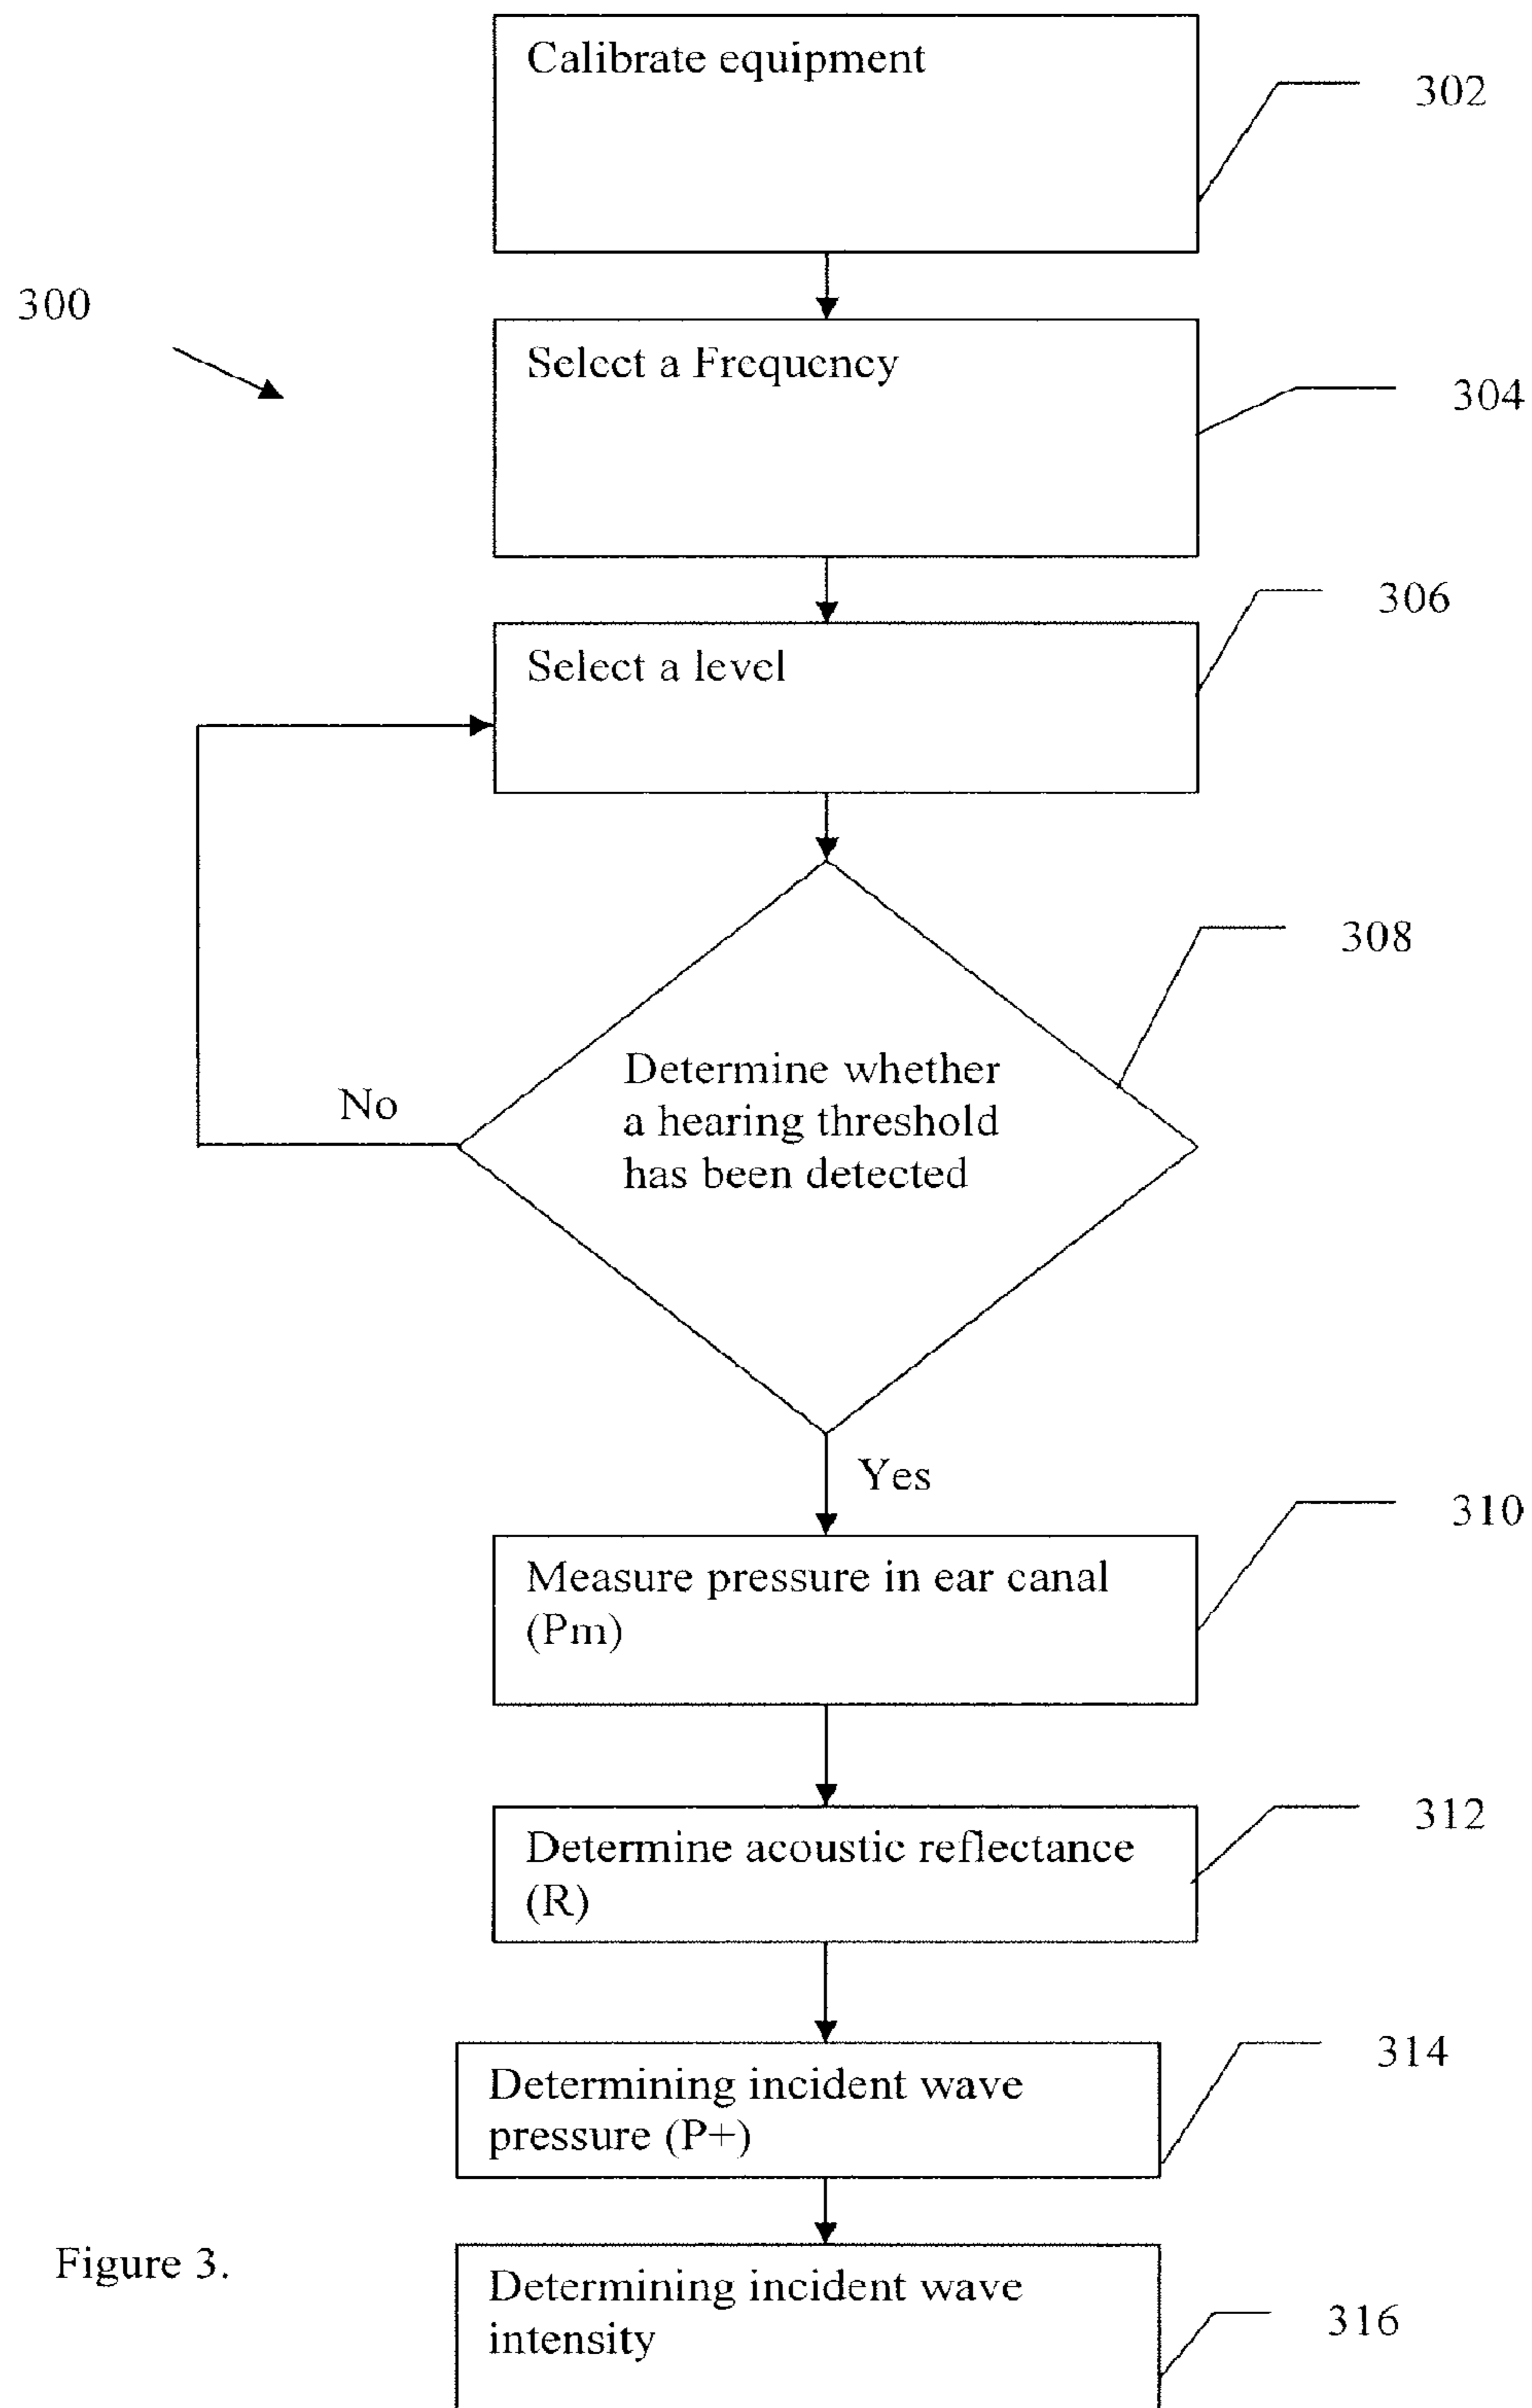 Calibrate equipment
302
300
Select a Frequency
304
306
Select a level
308
Determine whether
a hearing threshold
has been detected
No
Yes
310
Measure pressure in ear canal
(Pm)
312
Determine acoustic reflectance
(R)
314
Determining incident wave
pressure (P+)
Figure 3.
Determining incident wave
intensity
316